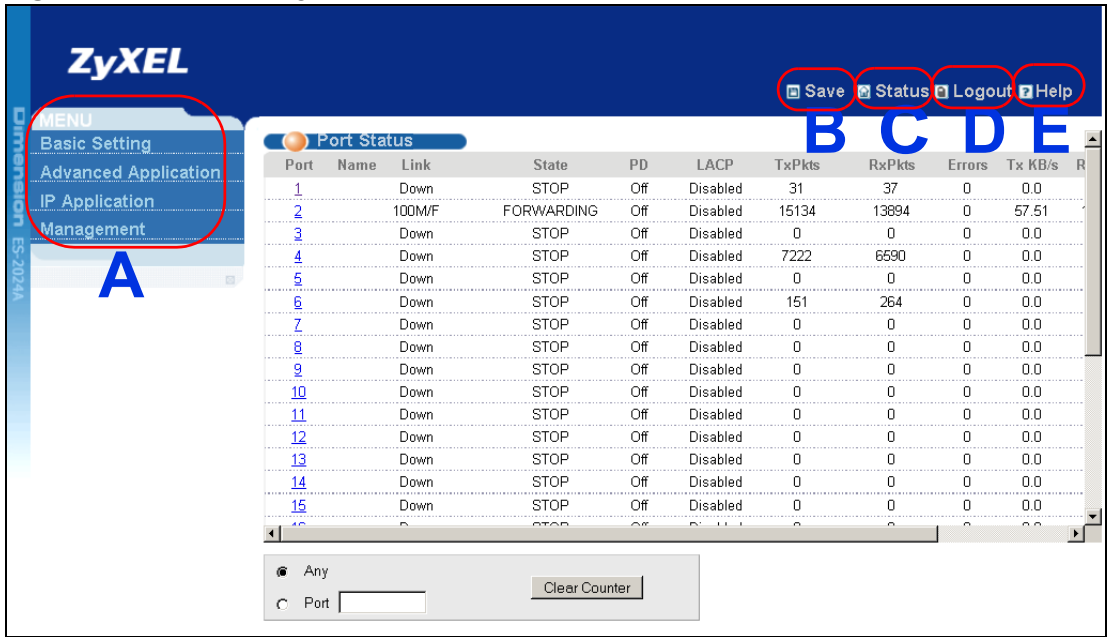 ZyXEL
Save Status Logout Help
B C D E
Dimension ES-2024A
MENU
Basic Setting
Advanced Application
IP Application
Management
A
Port Status
Port Name Link State PD LACP TxPkts RxPkts Errors Tx KB/s R
1 Down STOP Off Disabled 31 37 0 0.0
2 100M/F FORWARDING Off Disabled 15134 13894 0 57.51
3 Down STOP Off Disabled 0 0 0 0.0
4 Down STOP Off Disabled 7222 6590 0 0.0
5 Down STOP Off Disabled 0 0 0 0.0
6 Down STOP Off Disabled 151 264 0 0.0
7 Down STOP Off Disabled 0 0 0 0.0
8 Down STOP Off Disabled 0 0 0 0.0
9 Down STOP Off Disabled 0 0 0 0.0
10 Down STOP Off Disabled 0 0 0 0.0
11 Down STOP Off Disabled 0 0 0 0.0
12 Down STOP Off Disabled 0 0 0 0.0
13 Down STOP Off Disabled 0 0 0 0.0
14 Down STOP Off Disabled 0 0 0 0.0
15 Down STOP Off Disabled 0 0 0 0.0
Any
Port
Clear Counter